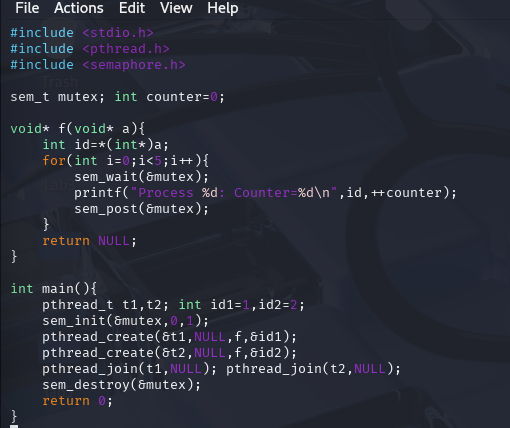 File Actions Edit View Help
#include <stdio.h>
#include <pthread.h>
#include <semaphore.h>
Trash
sem_t mutex; int counter=0;
void* f(void* a){
    int id=*(int*)a;
    for(int i=0;i<5;i++){
        sem_wait(&mutex);
        printf("Process %d: Counter=%d\n",id,++counter);
        sem_post(&mutex);
    }
    return NULL;
}
int main(){
    pthread_t t1,t2; int id1=1,id2=2;
    sem_init(&mutex,0,1);
    pthread_create(&t1,NULL,f,&id1);
    pthread_create(&t2,NULL,f,&id2);
    pthread_join(t1,NULL); pthread_join(t2,NULL);
    sem_destroy(&mutex);
    return 0;
}